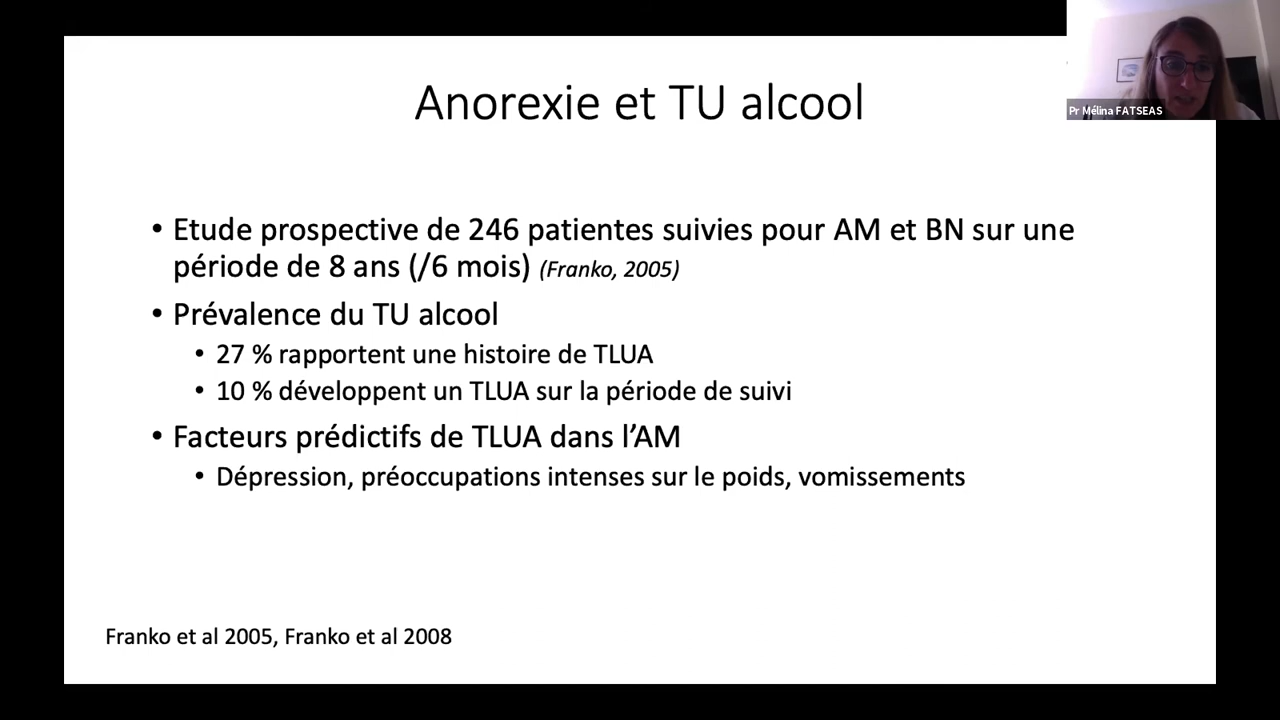 Anorexie et TU alcool
Pr Mélina FATSEAS
• Etude prospective de 246 patientes suivies pour AM et BN sur une
période de 8 ans (/6 mois) (Franko, 2005)
• Prévalence du TU alcool
• 27 % rapportent une histoire de TLUA
• 10 % développent un TLUA sur la période de suivi
• Facteurs prédictifs de TLUA dans l’AM
• Dépression, préoccupations intenses sur le poids, vomissements
Franko et al 2005, Franko et al 2008